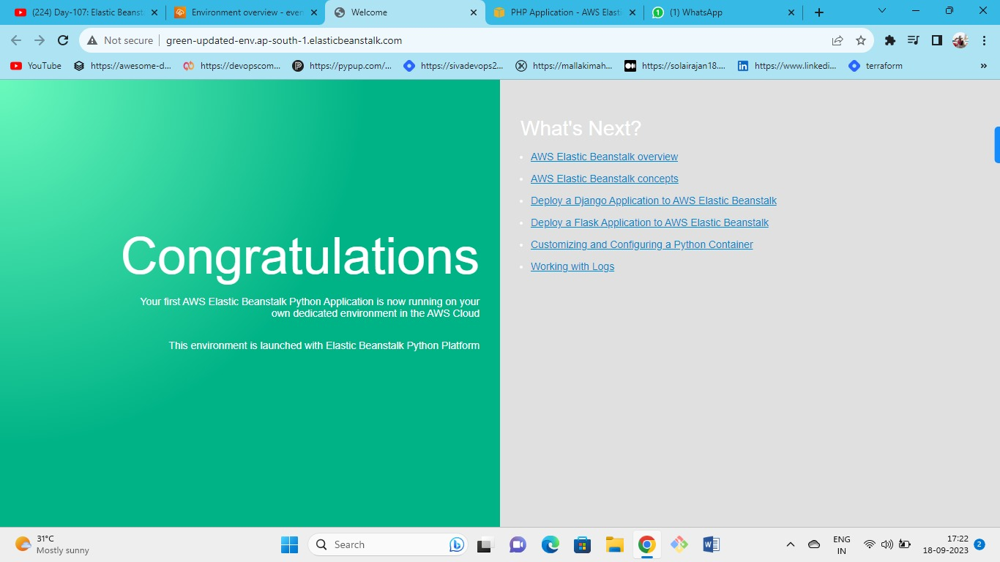 (224) Day-107: Elastic Beanst
Environment overview - even
Welcome
PHP Application - AWS Elasti
(1) WhatsApp
Not secure
green-updated-env.ap-south-1.elasticbeanstalk.com
YouTube
https://awesome-d...
https://devopscom...
https://pypup.com/...
https://sivadevops2...
https://mallakimah...
https://solairajan18....
https://www.linkedi...
terraform
»
Congratulations
Your first AWS Elastic Beanstalk Python Application is now running on your
own dedicated environment in the AWS Cloud
This environment is launched with Elastic Beanstalk Python Platform
What's Next?
AWS Elastic Beanstalk overview
AWS Elastic Beanstalk concepts
Deploy a Django Application to AWS Elastic Beanstalk
Deploy a Flask Application to AWS Elastic Beanstalk
Customizing and Configuring a Python Container
Working with Logs
31°C
Mostly sunny
Search
ENG
IN
17:22
18-09-2023
2